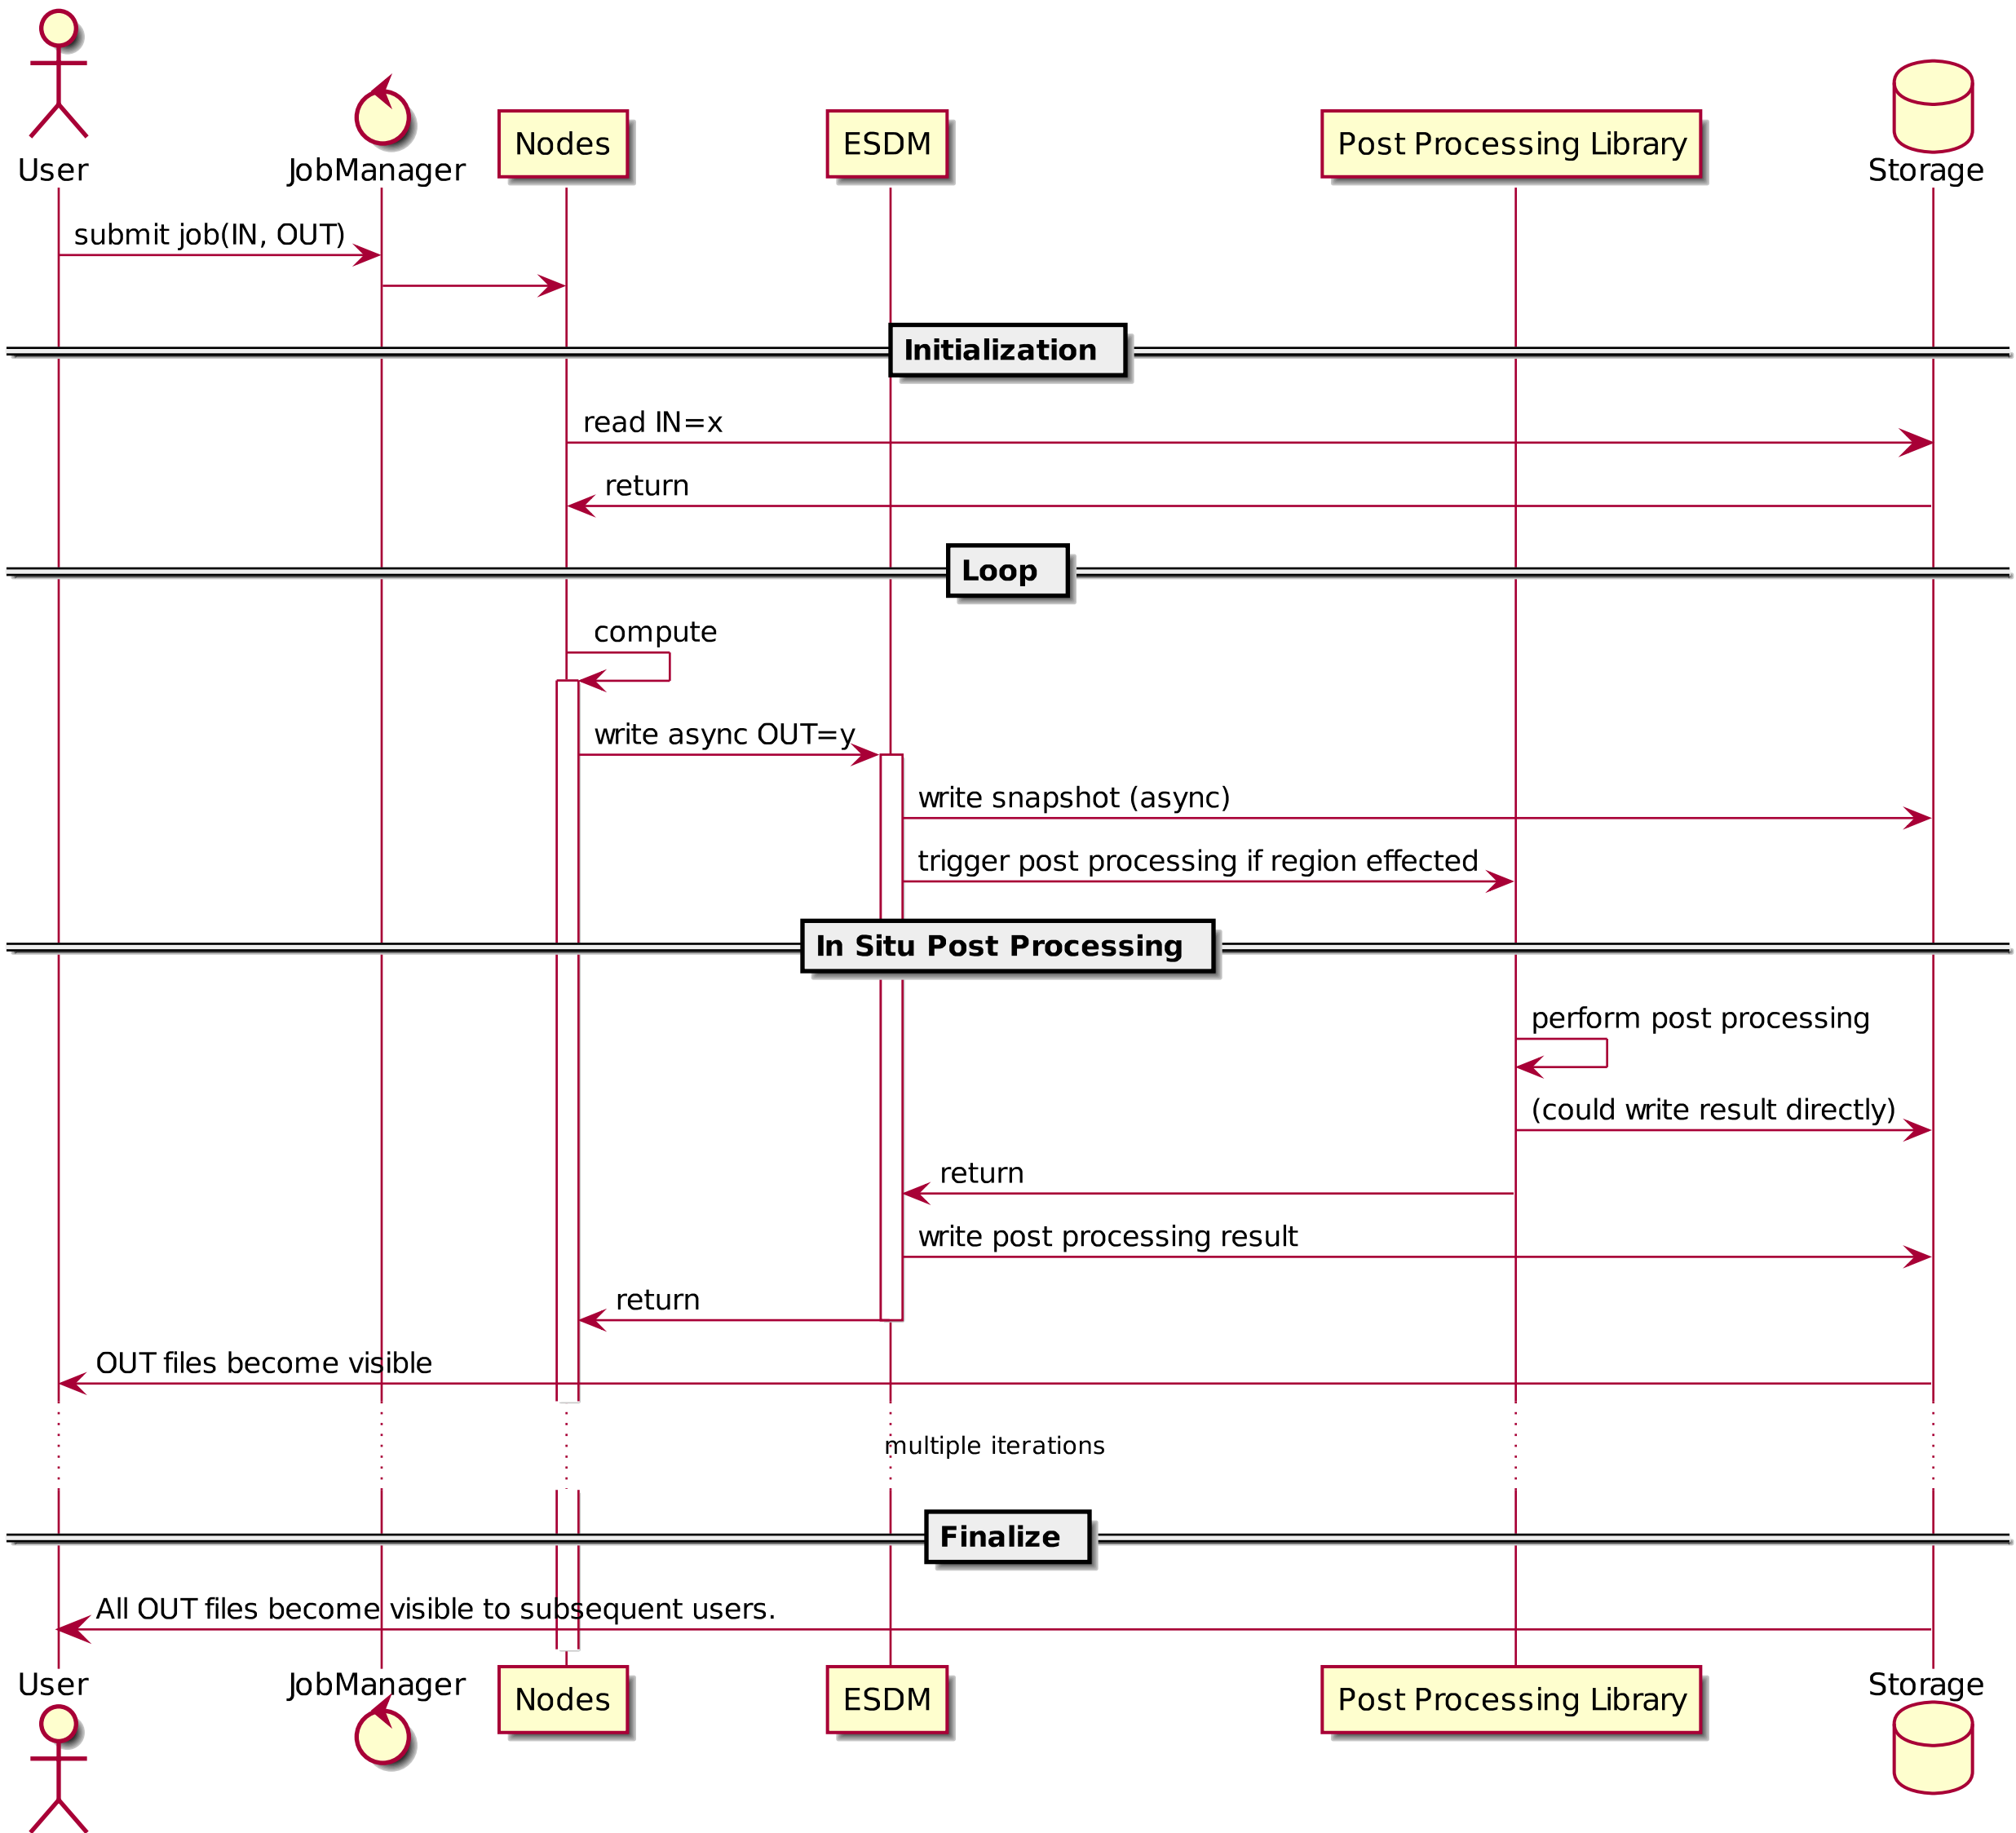 User
JobManager
Nodes
ESDM
Post Processing Library
Storage
submit job(IN, OUT)
Initialization
read IN=x
return
Loop
compute
write async OUT=y
write snapshot (async)
trigger post processing if region effected
In Situ Post Processing
perform post processing
(could write result directly)
return
write post processing result
return
OUT files become visible
multiple iterations
Finalize
All OUT files become visible to subsequent users.
User
JobManager
Nodes
ESDM
Post Processing Library
Storage